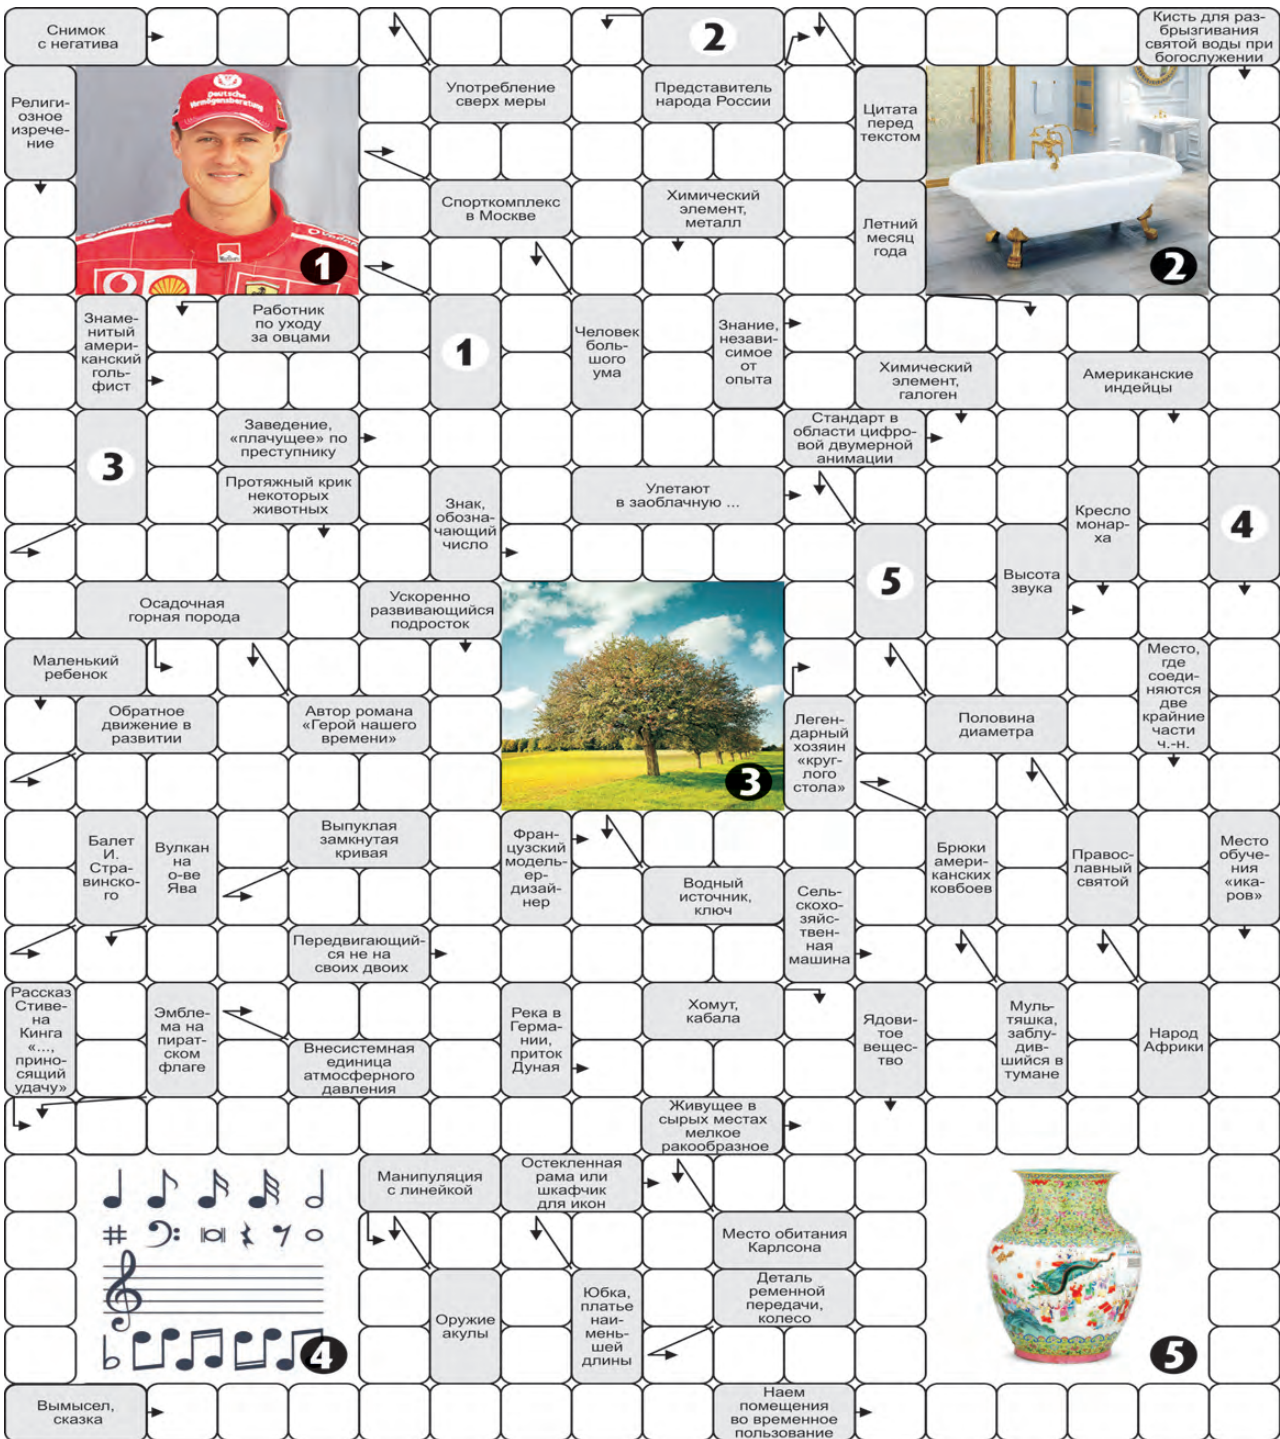 Снимок
с негатива
2
Кисть для раз-
брызгивания
святой воды при
богослужении
Религи-
озное
изрече-
ние
Употребление
сверх меры
Представитель
народа России
Цитата
перед
текстом
Deutsche
Vermögensberatung
Спорткомплекс
в Москве
Химический
элемент,
металл
Летний
месяц
года
1
2
Знаме-
нитый
амери-
канский
голь-
фист
Работник
по уходу
за овцами
1
Человек
боль-
шого
ума
Знание,
незави-
симое
от
опыта
Химический
элемент,
галоген
Американские
индейцы
3
Заведение,
«плачущее» по
преступнику
Стандарт в
области цифро-
вой двумерной
анимации
Протяжный крик
некоторых
животных
Знак,
обозна-
чающий
число
Улетают
в заоблачную ...
Кресло
монар-
ха
4
5
Высота
звука
Осадочная
горная порода
Ускоренно
развивающийся
подросток
Маленький
ребенок
Место,
где
соеди-
няются
две
крайние
части
ч.-н.
Обратное
движение в
развитии
Автор романа
«Герой нашего
времени»
Леген-
дарный
хозяин
«круг-
лого
стола»
Половина
диаметра
3
Балет
И.
Стра-
винско-
го
Вулкан
на
о-ве
Ява
Выпуклая
замкнутая
кривая
Фран-
цузский
модель-
ер-
дизай-
нер
Водный
источник,
ключ
Сель-
скохо-
зяйс-
твен-
ная
машина
Брюки
амери-
канских
ковбоев
Правос-
лавный
святой
Место
обуче-
ния
«ика-
ров»
Передвигающий-
ся не на
своих двоих
Рассказ
Стиве-
на
Кинга
«...,
прино-
сящий
удачу»
Эмбле-
ма на
пират-
ском
флаге
Внесистемная
единица
атмосферного
давления
Река в
Герма-
нии,
приток
Дуная
Хомут,
кабала
Ядови-
тое
вещес-
тво
Муль-
тяшка,
заблу-
див-
шийся в
тумане
Народ
Африки
Живущее в
сырых местах
мелкое
ракообразное
Манипуляция
с линейкой
Остекленная
рама или
шкафчик
для икон
Место обитания
Карлсона
Оружие
акулы
Юбка,
платье
наи-
мень-
шей
длины
Деталь
ременной
передачи,
колесо
4
5
Вымысел,
сказка
Наем
помещения
во временное
пользование